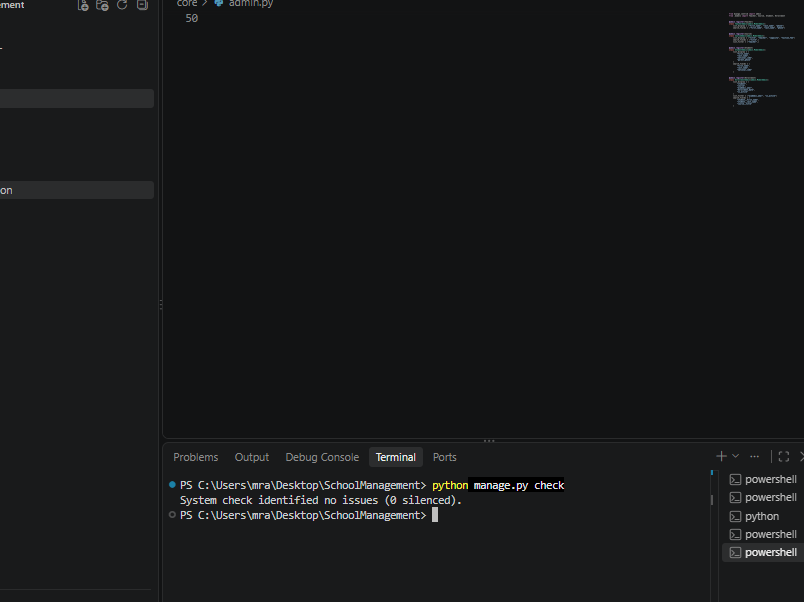 ement
core > admin.py
50
on
Problems Output Debug Console Terminal Ports
PS C:\Users\mra\Desktop\SchoolManagement> python manage.py check
System check identified no issues (0 silenced).
PS C:\Users\mra\Desktop\SchoolManagement>
powershell
powershell
python
powershell
powershell